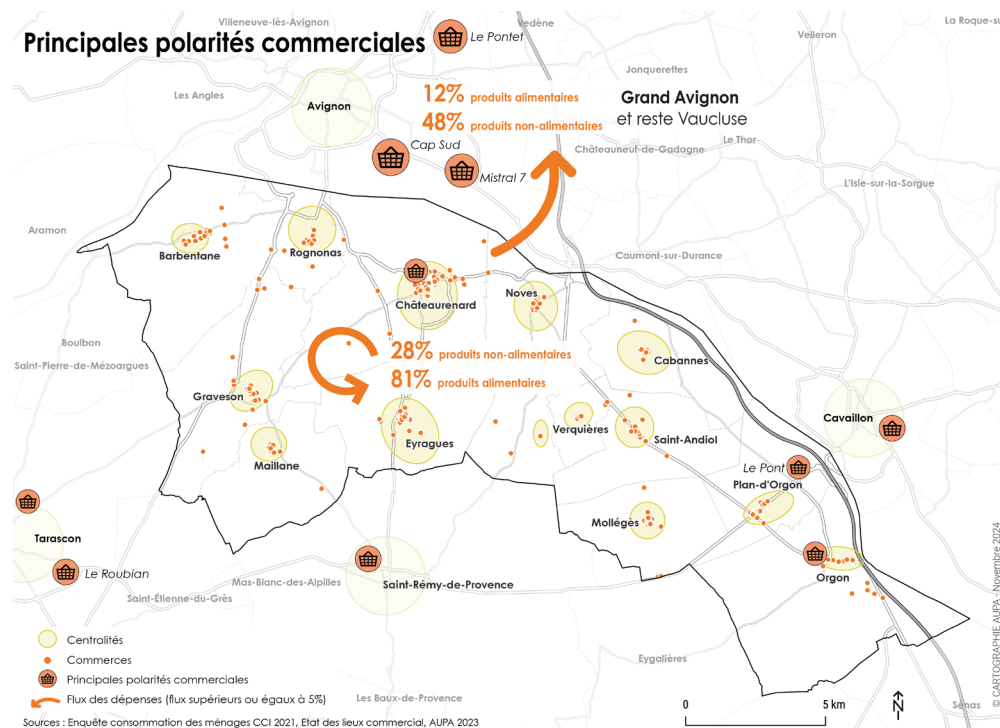 Villeneuve-lès-Avignon
Vedène
La Roque-su
Principales polarités commerciales
Le Pontet
Velleron
Jonquerettes
Les Angles
Avignon
12% produits alimentaires
48% produits non-alimentaires
Grand Avignon
et reste Vaucluse
Le Thor
Cap Sud
Châteauneuf-de-Gadagne
Mistral 7
L'Isle-sur-la-Sorgue
Aramon
Barbentane
Rognonas
Caumont-sur-Durance
Noves
Châteaurenard
Boulbon
28% produits non-alimentaires
Cabannes
Saint-Pierre-de-Mézoargues
81% produits alimentaires
Graveson
Cavaillon
Verquières
Eyragues
Saint-Andiol
Maillane
Le Pont
Plan-d'Orgon
Mollégès
Tarascon
Le Roubian
Orgon
Mas-Blanc-des-Alpilles
Saint-Rémy-de-Provence
Saint-Étienne-du-Grès
Centralités
Commerces
Eygalières
Principales polarités commerciales
Flux des dépenses (flux supérieurs ou égaux à 5%)
Les Baux-de-Provence
0
5 km
N
Sénas
Sources : Enquête consommation des ménages CCI 2021, Etat des lieux commercial, AUPA 2023
© CARTOGRAPHIE AUPA - Novembre 2024